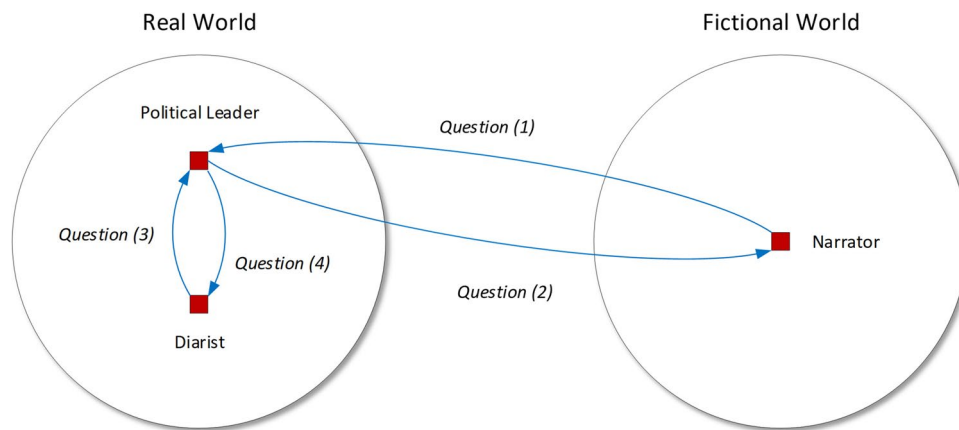 Real World
Fictional World
Political Leader
Question (1)
Question (3)
Question (4)
Narrator
Question (2)
Diarist